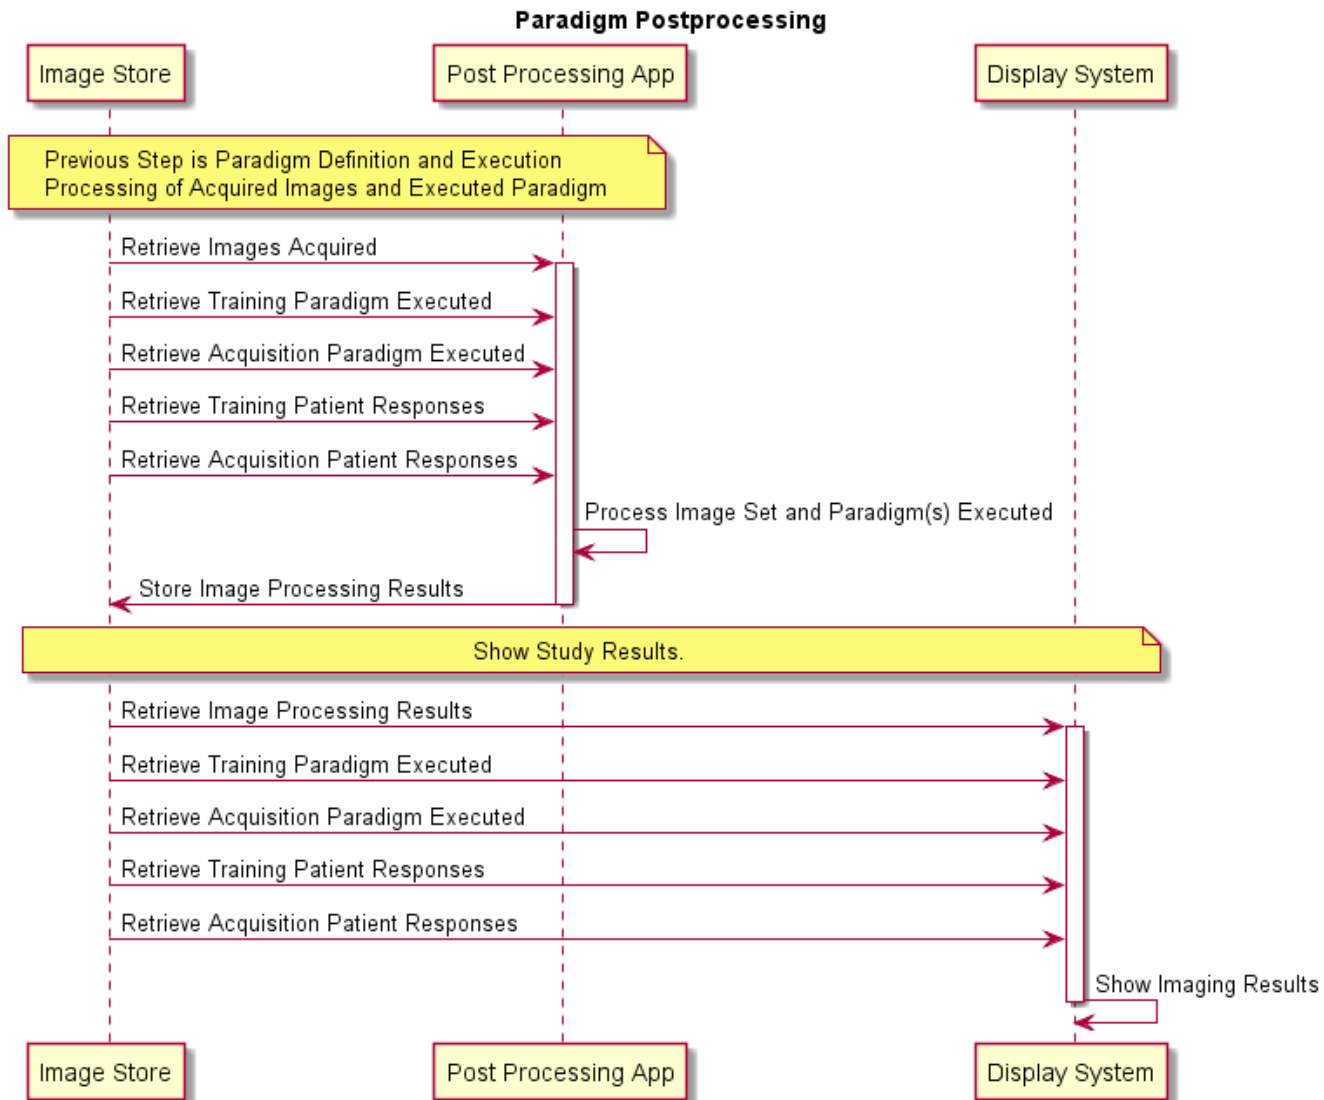 Paradigm Postprocessing
Image Store
Post Processing App
Display System
Previous Step is Paradigm Definition and Execution
Processing of Acquired Images and Executed Paradigm
Retrieve Images Acquired
Retrieve Training Paradigm Executed
Retrieve Acquisition Paradigm Executed
Retrieve Training Patient Responses
Retrieve Acquisition Patient Responses
Process Image Set and Paradigm(s) Executed
Store Image Processing Results
Show Study Results.
Retrieve Image Processing Results
Retrieve Training Paradigm Executed
Retrieve Acquisition Paradigm Executed
Retrieve Training Patient Responses
Retrieve Acquisition Patient Responses
Show Imaging Results
Image Store
Post Processing App
Display System